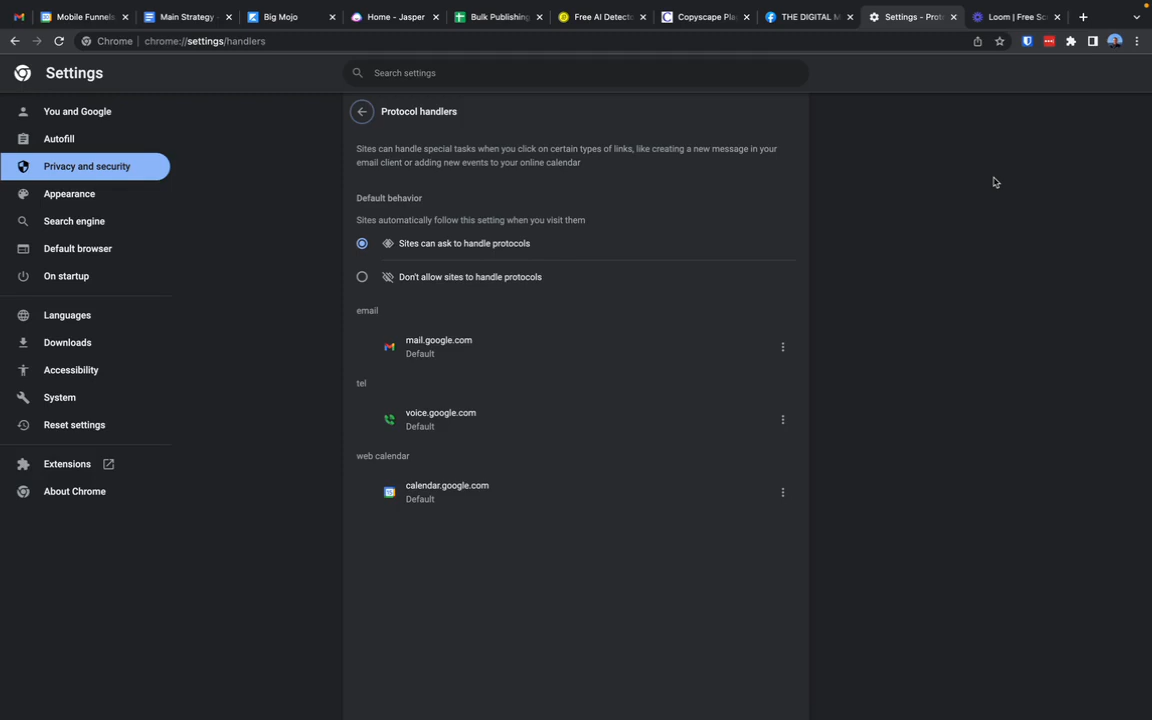 Mobile Funnels
Main Strategy
Big Mojo
Home - Jasper
Bulk Publishing
Free AI Detecto
Copyscape Ple
THE DIGITAL M
Settings - Prot
Loom | Free Sc
Chrome
chrome://settings/handlers
Settings
Search settings
You and Google
Autofill
Privacy and security
Appearance
Search engine
Default browser
On startup
Languages
Downloads
Accessibility
System
Reset settings
Extensions
About Chrome
Protocol handlers
Sites can handle special tasks when you click on certain types of links, like creating a new message in your
email client or adding new events to your online calendar
Default behavior
Sites automatically follow this setting when you visit them
Sites can ask to handle protocols
Don't allow sites to handle protocols
email
mail.google.com
Default
tel
voice.google.com
Default
web calendar
calendar.google.com
Default